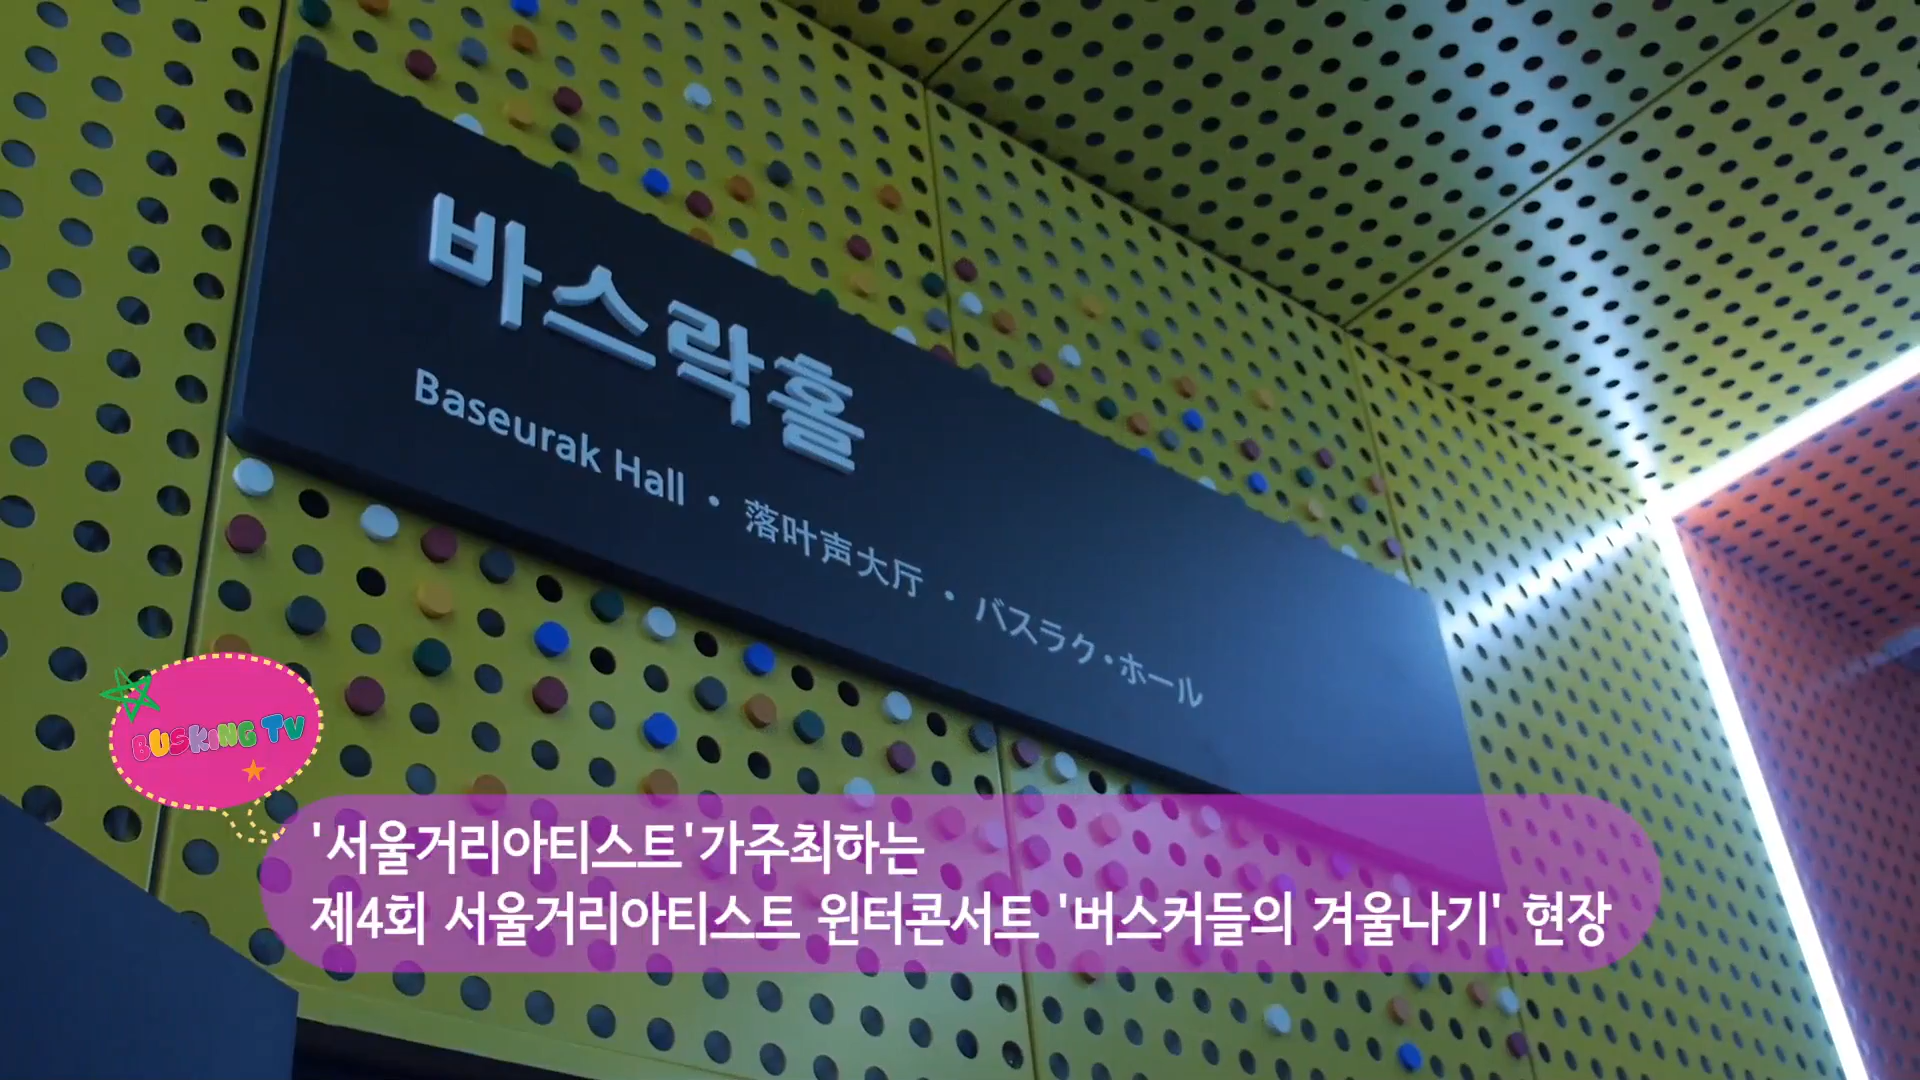 바스락홀
Baseurak Hall · 落叶声大厅 · バスラク·ホール
BUSKING TV
'서울거리아티스트'가주최하는
제4회 서울거리아티스트 윈터콘서트 '버스커들의 겨울나기' 현장